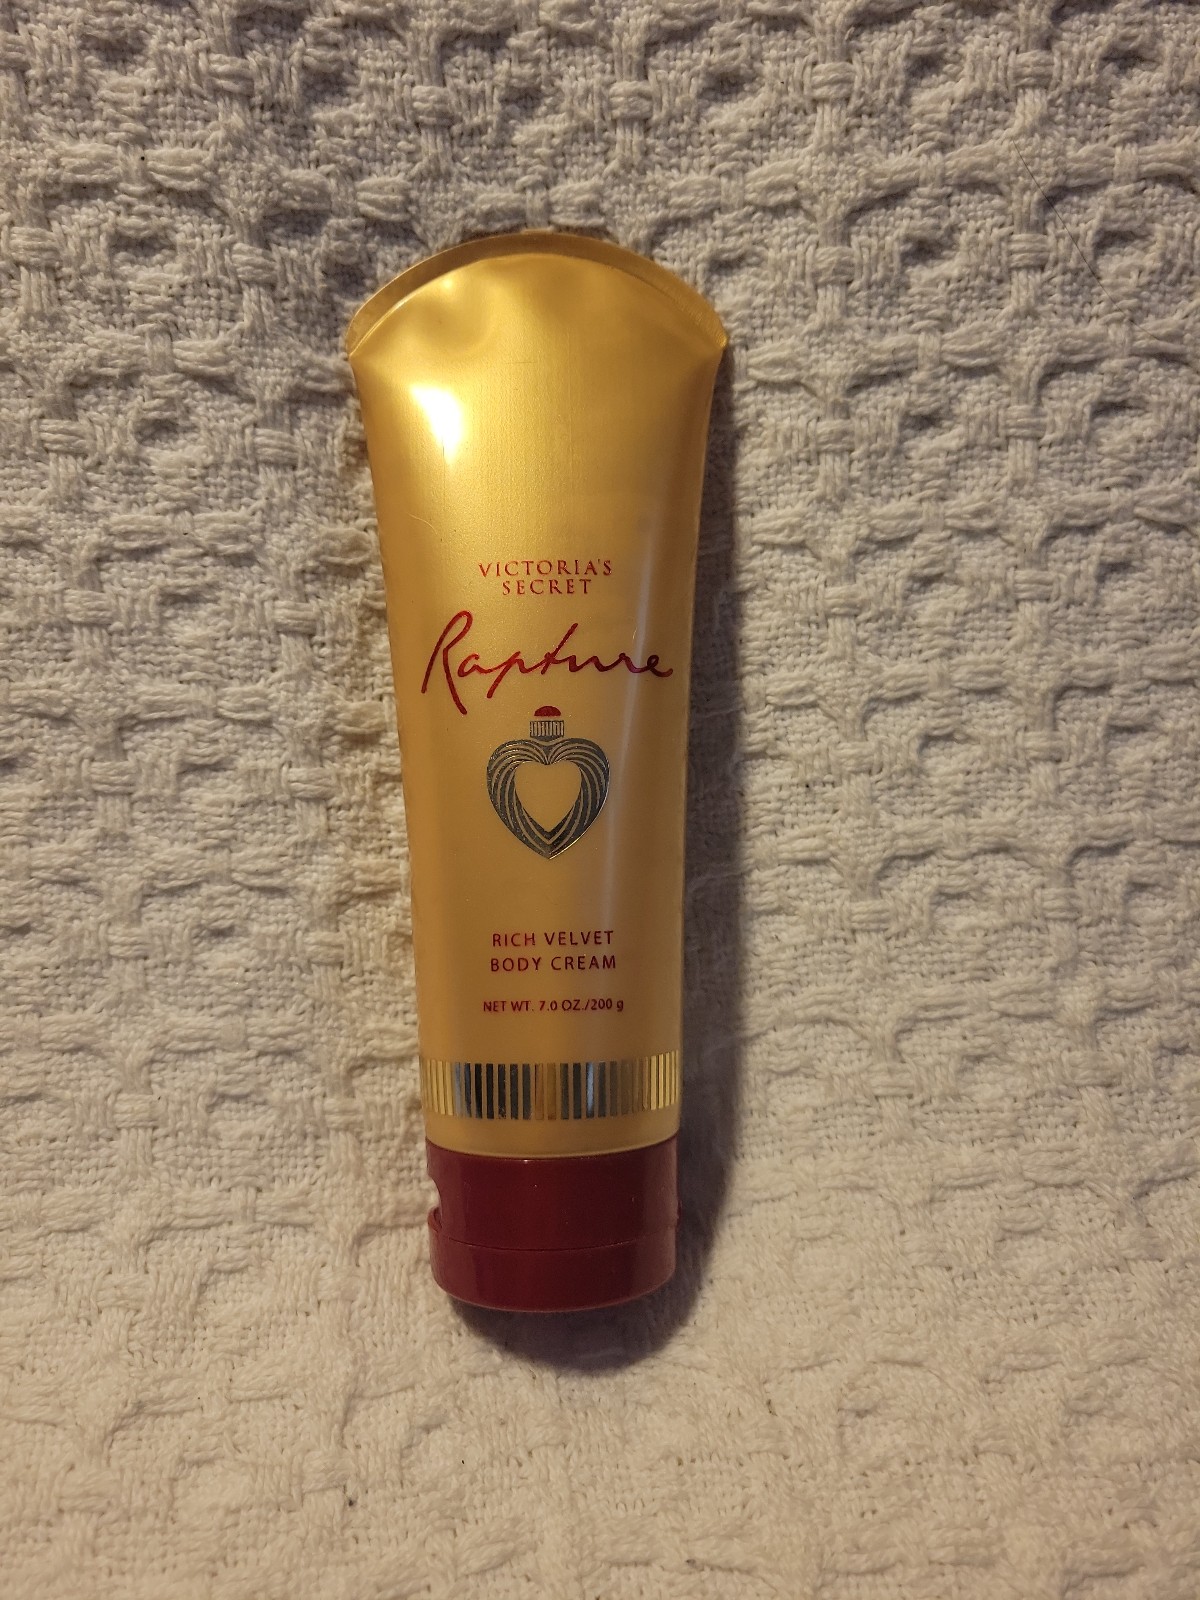 VICTORIA'S
SECRET
Rapture
RICH VELVET
BODY CREAM
NET WT. 7.0 OZ./200 g